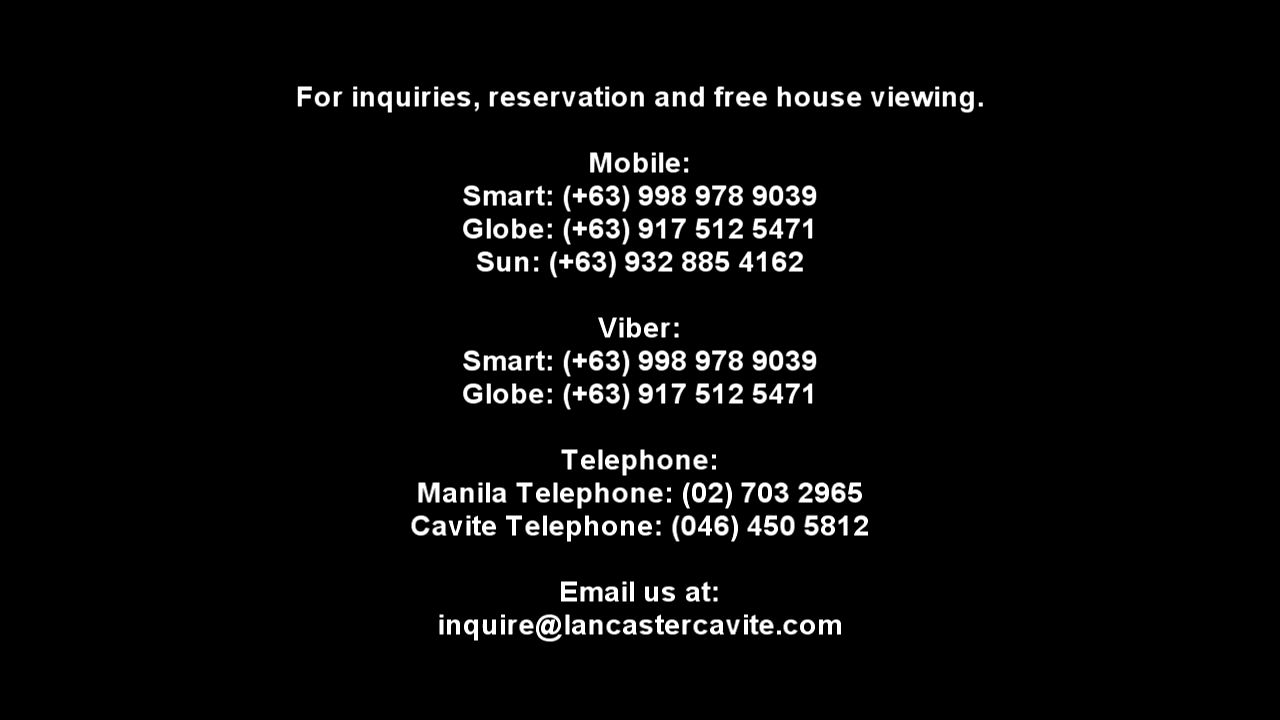 For inquiries, reservation and free house viewing.
Mobile:
Smart: (+63) 998 978 9039
Globe: (+63) 917 512 5471
Sun: (+63) 932 885 4162
Viber:
Smart: (+63) 998 978 9039
Globe: (+63) 917 512 5471
Telephone:
Manila Telephone: (02) 703 2965
Cavite Telephone: (046) 450 5812
Email us at:
inquire@lancastercavite.com